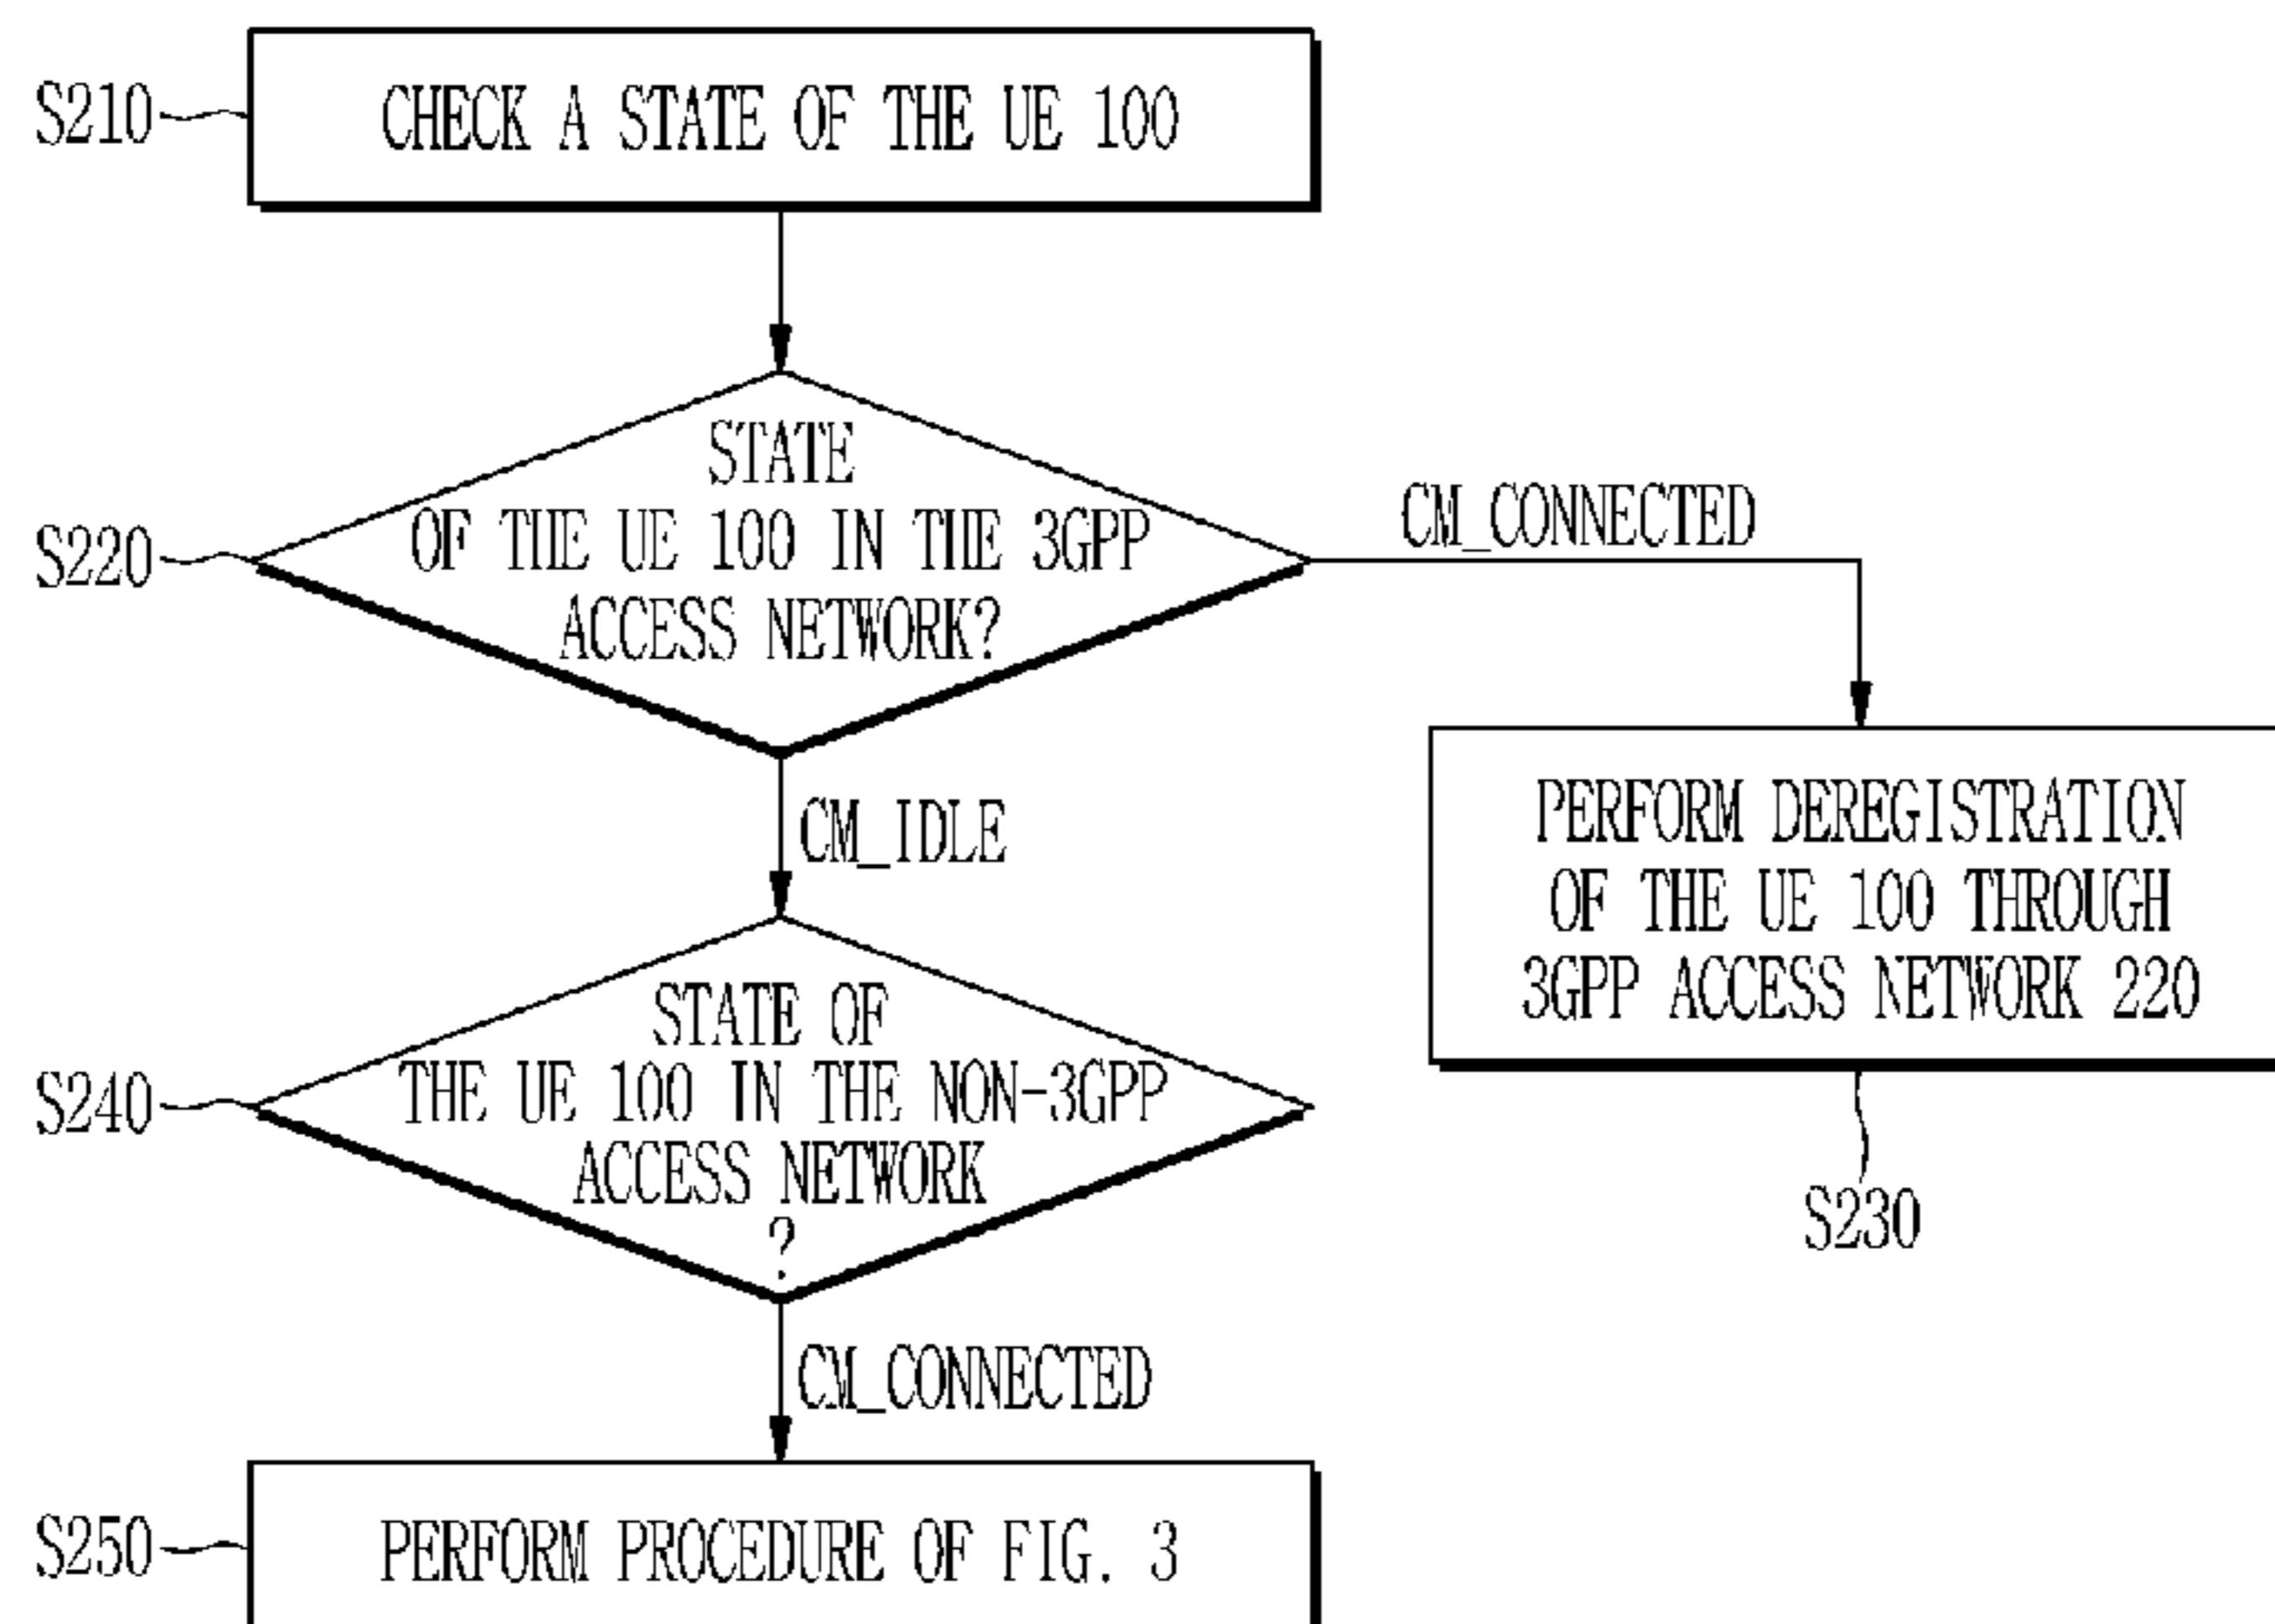 S210
CHECK A STATE OF THE UE 100
STATE
OF THE UE 100 IN THE 3GPP
ACCESS NETWORK?
S220
CM_CONNECTED
CM_IDLE
PERFORM DEREGISTRATION
OF THE UE 100 THROUGH
3GPP ACCESS NETWORK 220
S230
STATE OF
THE UE 100 IN THE NON-3GPP
ACCESS NETWORK
?
S240
CM_CONNECTED
S250
PERFORM PROCEDURE OF FIG. 3